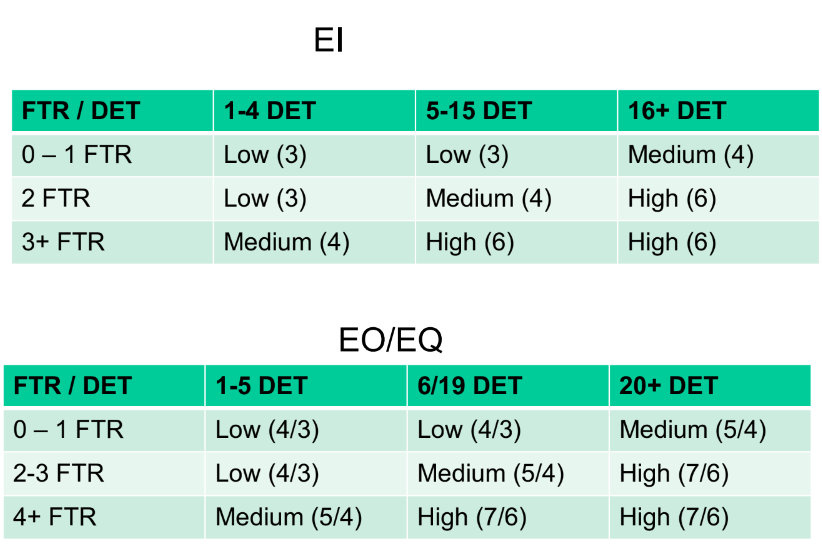 EI
FTR / DET 1-4 DET 5-15 DET 16+ DET
0 – 1 FTR Low (3) Low (3) Medium (4)
2 FTR Low (3) Medium (4) High (6)
3+ FTR Medium (4) High (6) High (6)
EO/EQ
FTR / DET 1-5 DET 6/19 DET 20+ DET
0 – 1 FTR Low (4/3) Low (4/3) Medium (5/4)
2-3 FTR Low (4/3) Medium (5/4) High (7/6)
4+ FTR Medium (5/4) High (7/6) High (7/6)